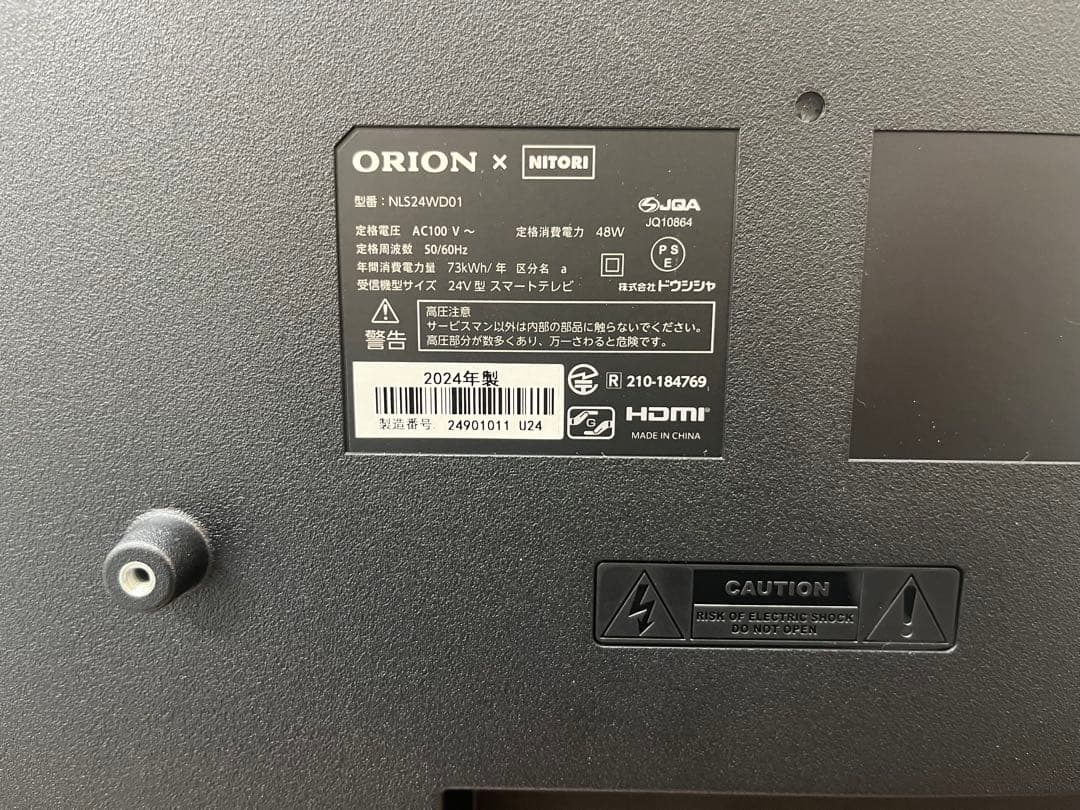 ORION × NITORI
型番：NLS24WD01
JQA
JQ10864
定格電圧 AC100 V ～ 定格消費電力 48W
定格周波数 50/60Hz
PSE
年間消費電力量 73kWh/年 区分名 a
受信機型サイズ 24V型 スマートテレビ
株式会社 ドウシシャ
警告
高圧注意
サービスマン以外は内部の部品に触らないでください。
高圧部分が数多くあり、万一さわると危険です。
2024年製
製造番号 24901011 U24
R 210-184769
G
HDMI
MADE IN CHINA
CAUTION
RISK OF ELECTRIC SHOCK
DO NOT OPEN